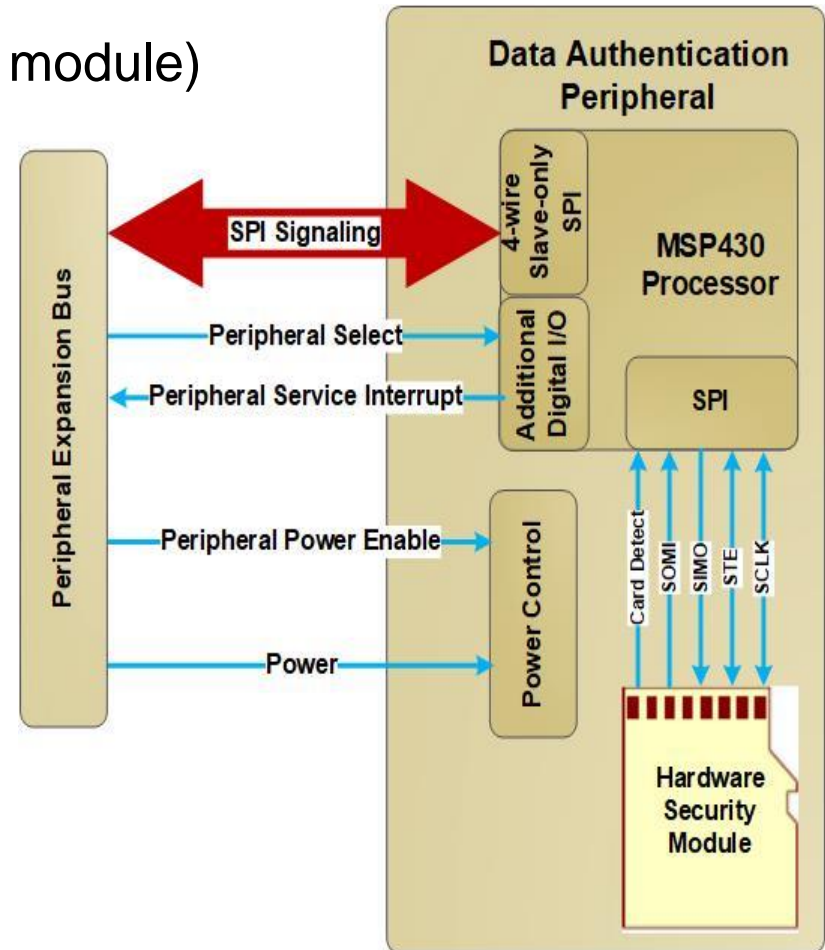 module)
Data Authentication
Peripheral
Peripheral Expansion Bus
SPI Signaling
4-wire
Slave-only
SPI
MSP430
Processor
Peripheral Select
Peripheral Service Interrupt
Additional
Digital I/O
SPI
Peripheral Power Enable
Power
Power Control
Card Detect
SOMI
SIMO
STE
SCLK
Hardware
Security
Module